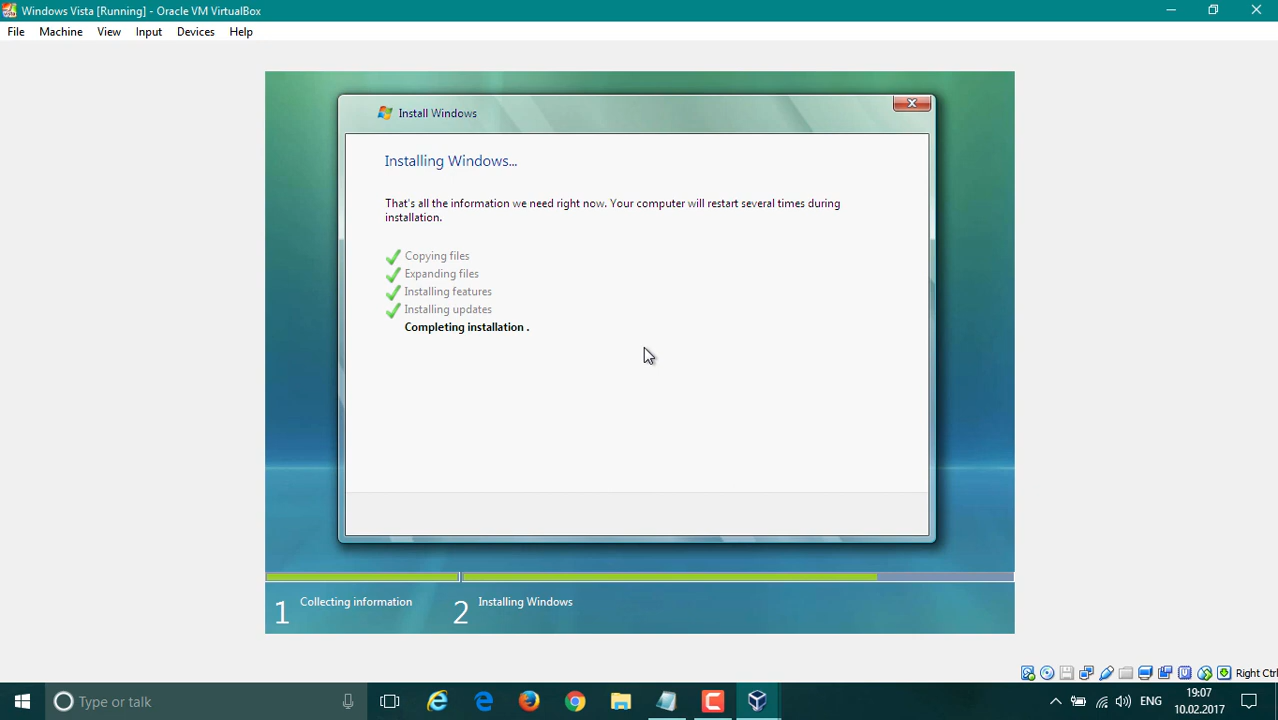 Windows Vista [Running] - Oracle VM VirtualBox
File Machine View Input Devices Help
Install Windows
Installing Windows...
That's all the information we need right now. Your computer will restart several times during
installation.
Copying files
Expanding files
Installing features
Installing updates
Completing installation .
1 Collecting information 2 Installing Windows
Right Ctrl
Type or talk
ENG
19:07
10.02.2017